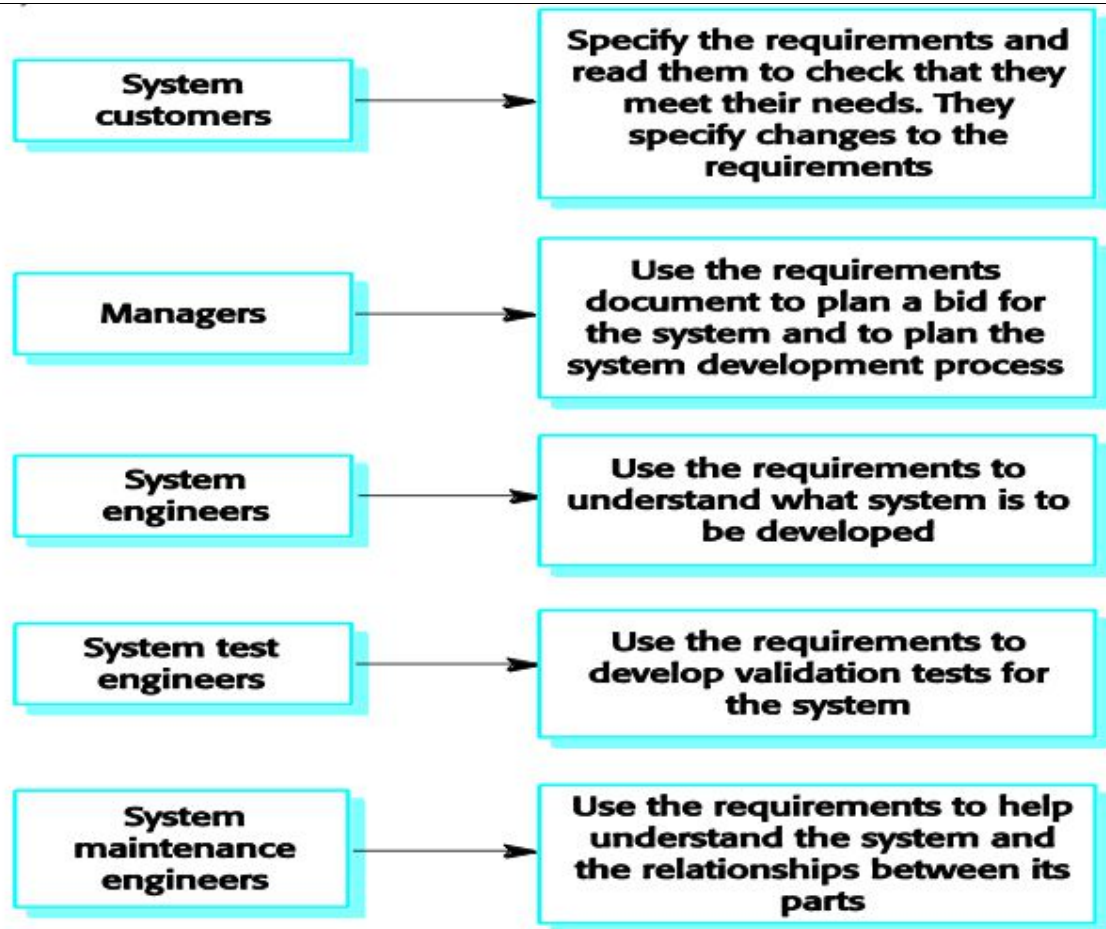 System
customers
Specify the requirements and
read them to check that they
meet their needs. They
specify changes to the
requirements
Managers
Use the requirements
document to plan a bid for
the system and to plan the
system development process
System
engineers
Use the requirements to
understand what system is to
be developed
System test
engineers
Use the requirements to
develop validation tests for
the system
System
maintenance
engineers
Use the requirements to help
understand the system and
the relationships between its
parts